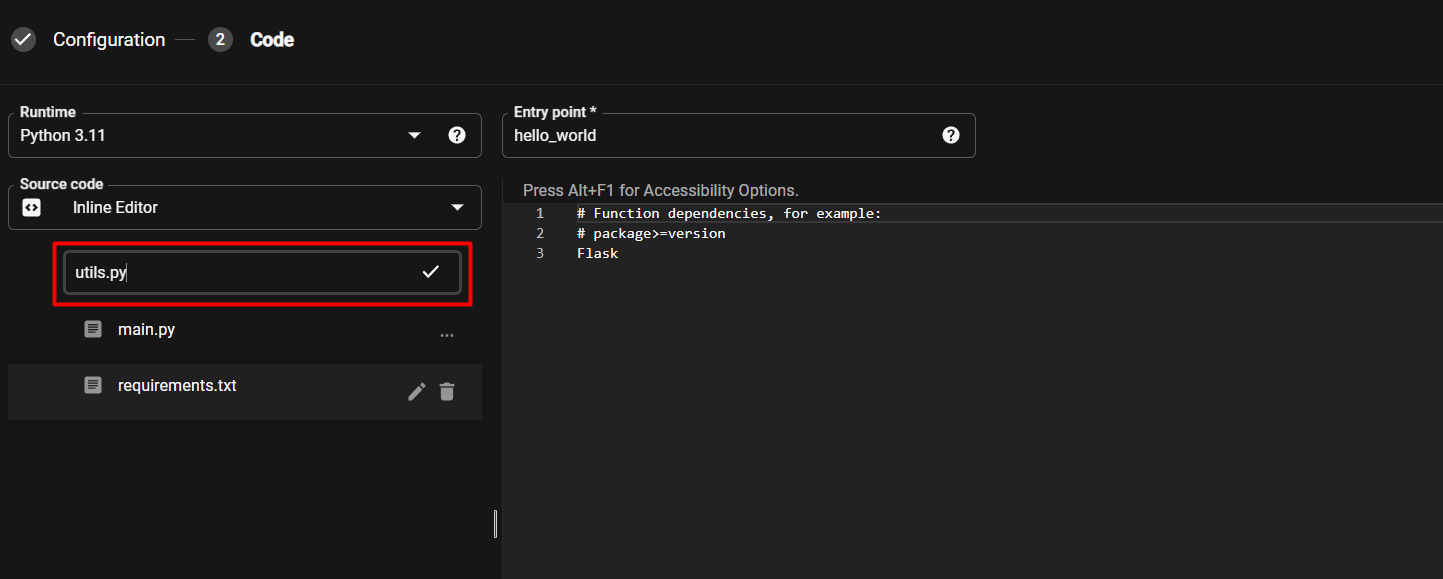 Configuration
2
Code
Runtime
Python 3.11
?
Entry point *
hello_world
?
Source code
Inline Editor
utils.py
main.py
...
requirements.txt
Press Alt+F1 for Accessibility Options.
1 # Function dependencies, for example:
2 # package>=version
3 Flask